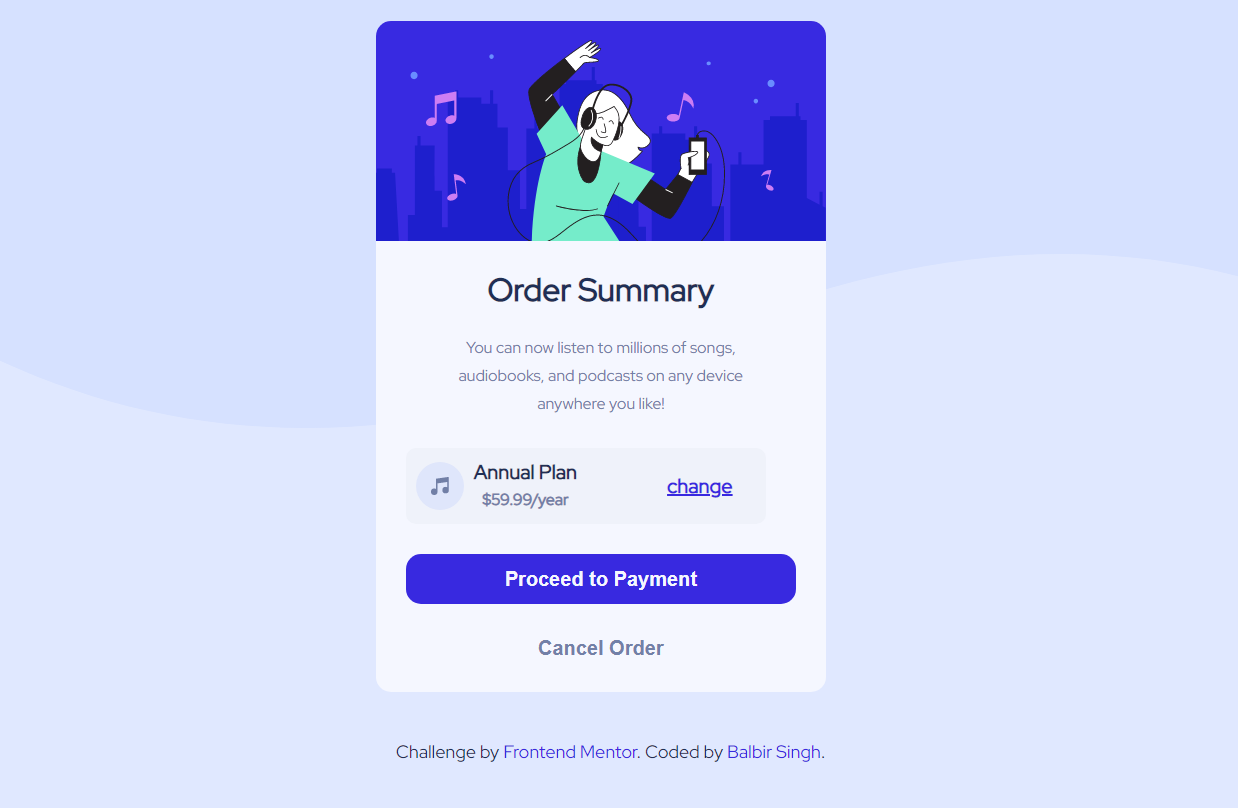 Order Summary
You can now listen to millions of songs,
audiobooks, and podcasts on any device
anywhere you like!
Annual Plan
$59.99/year
change
Proceed to Payment
Cancel Order
Challenge by Frontend Mentor. Coded by Balbir Singh.